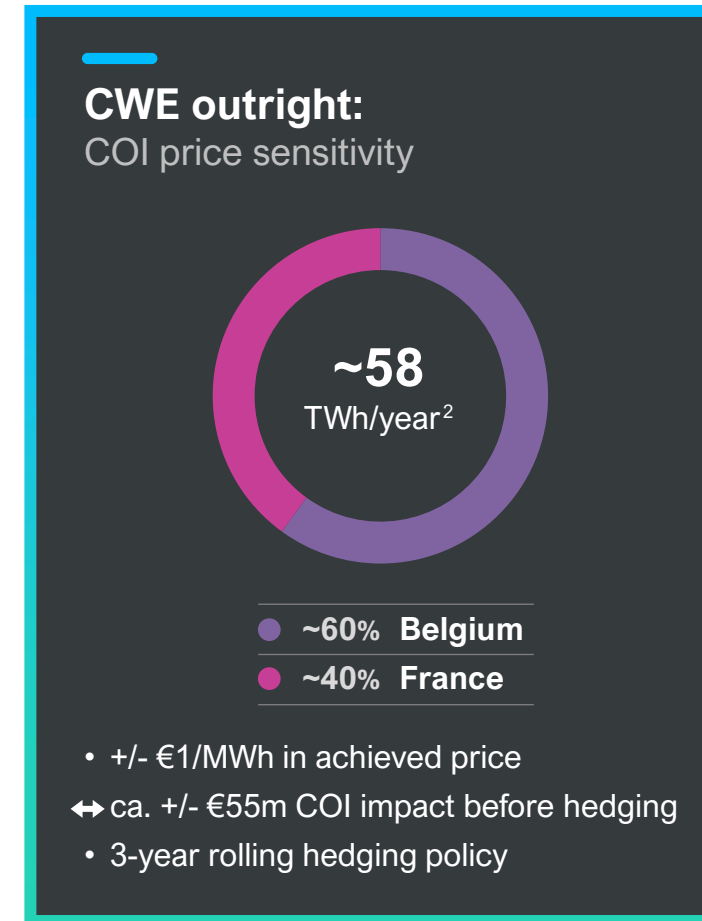 CWE outright:
COI price sensitivity
~58
TWh/year²
~60% Belgium
~40% France
• +/- €1/MWh in achieved price
↔ ca. +/- €55m COI impact before hedging
• 3-year rolling hedging policy